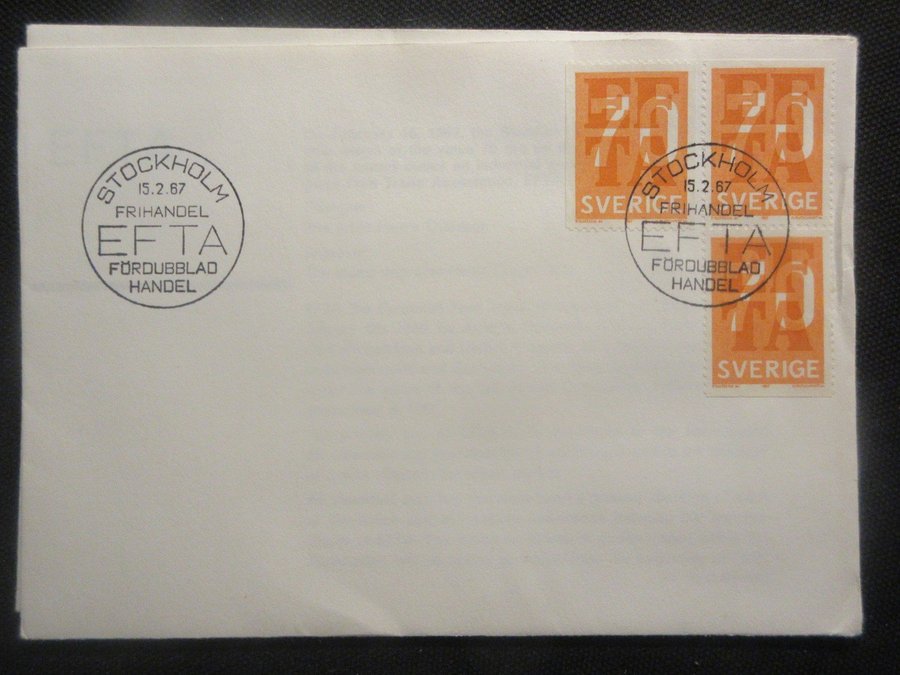 STOCKHOLM
15.2.67
FRIHANDEL
EFTA
FÖRDUBBLAD
HANDEL
EFTA
70
SVERIGE
EFTA
70
SVERIGE
STOCKHOLM
15.2.67
FRIHANDEL
EFTA
FÖRDUBBLAD
HANDEL
EFTA
70
SVERIGE